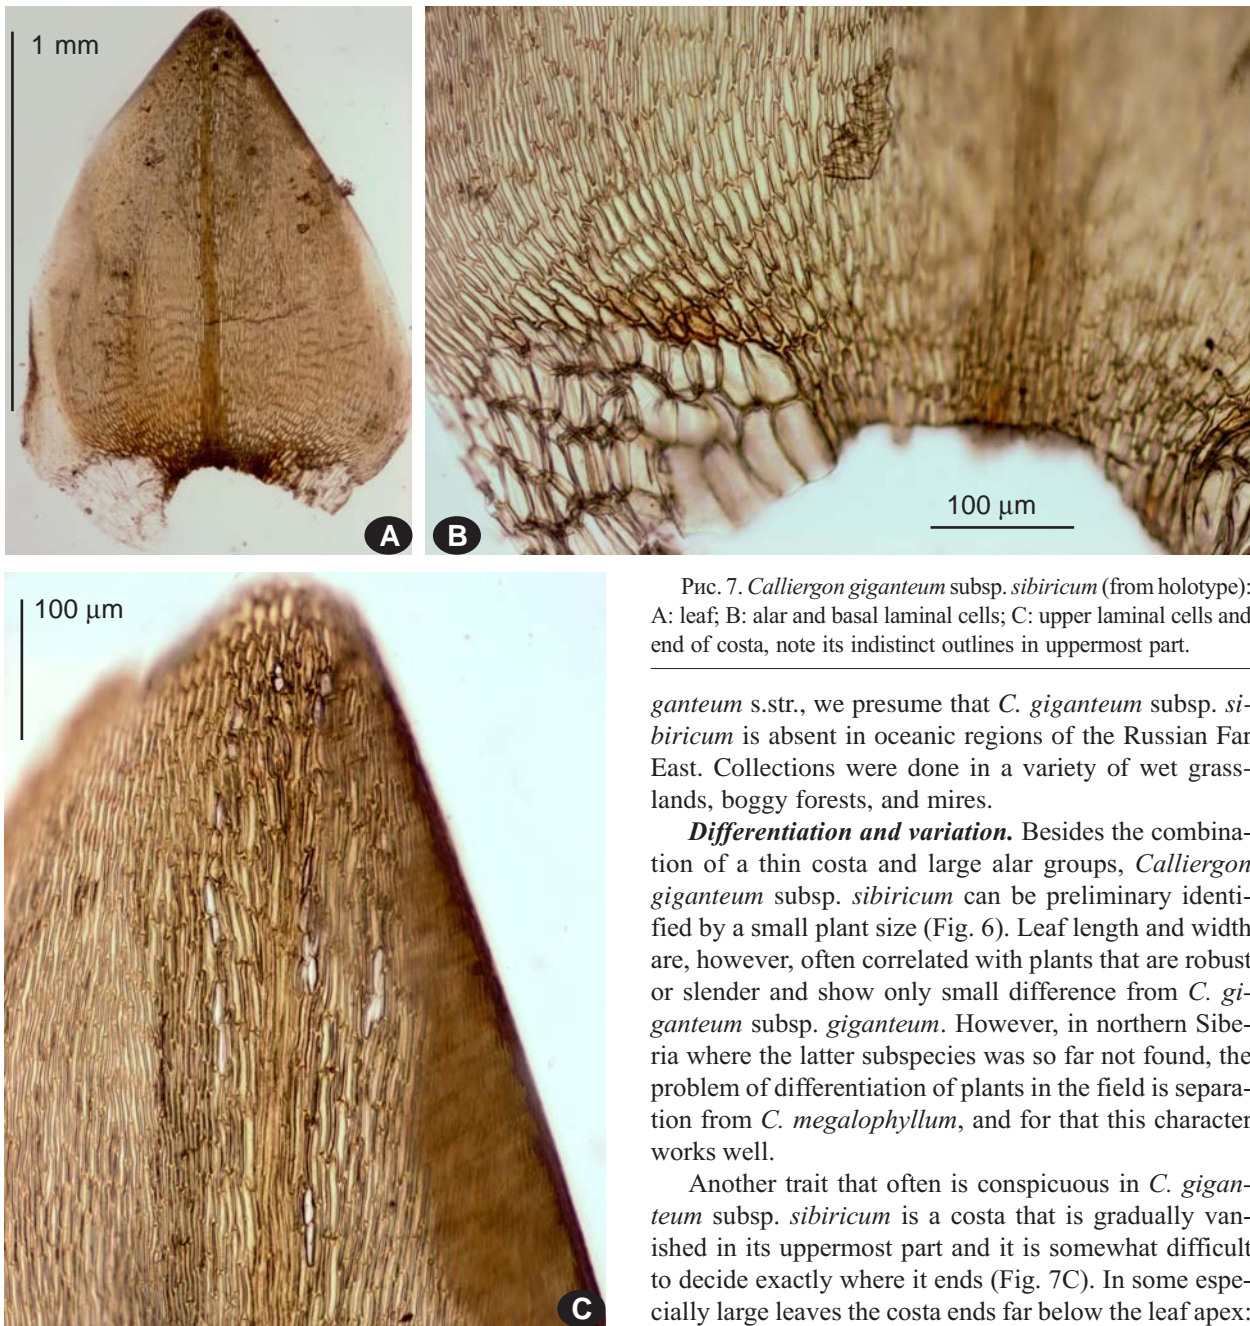 1 mm
A
B
100 μm
100 μm
C
Рис. 7. Calliergon giganteum subsp. sibiricum (from holotype):
A: leaf; B: alar and basal laminal cells; C: upper laminal cells and
end of costa, note its indistinct outlines in uppermost part.
ganteum s.str., we presume that C. giganteum subsp. si-
biricum is absent in oceanic regions of the Russian Far
East. Collections were done in a variety of wet grass-
lands, boggy forests, and mires.
Differentiation and variation. Besides the combina-
tion of a thin costa and large alar groups, Calliergon
giganteum subsp. sibiricum can be preliminary identi-
fied by a small plant size (Fig. 6). Leaf length and width
are, however, often correlated with plants that are robust
or slender and show only small difference from C. gi-
ganteum subsp. giganteum. However, in northern Sibe-
ria where the latter subspecies was so far not found, the
problem of differentiation of plants in the field is separa-
tion from C. megalophyllum, and for that this character
works well.
Another trait that often is conspicuous in C. gigan-
teum subsp. sibiricum is a costa that is gradually van-
ished in its uppermost part and it is somewhat difficult
to decide exactly where it ends (Fig. 7C). In some espe-
cially large leaves the costa ends far below the leaf apex: